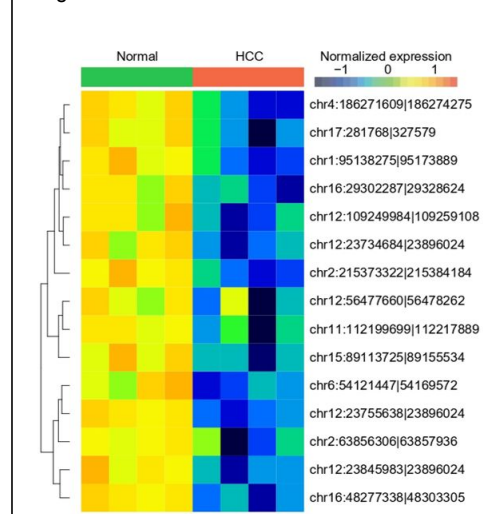 Normal HCC Normalized expression
−1 0 1
chr4:186271609|186274275
chr17:281768|327579
chr1:95138275|95173889
chr16:29302287|29328624
chr12:109249984|109259108
chr12:23734684|23896024
chr2:215373322|215384184
chr12:56477660|56478262
chr11:112199699|112217889
chr15:89113725|89155534
chr6:54121447|54169572
chr12:23755638|23896024
chr2:63856306|63857936
chr12:23845983|23896024
chr16:48277338|48303305